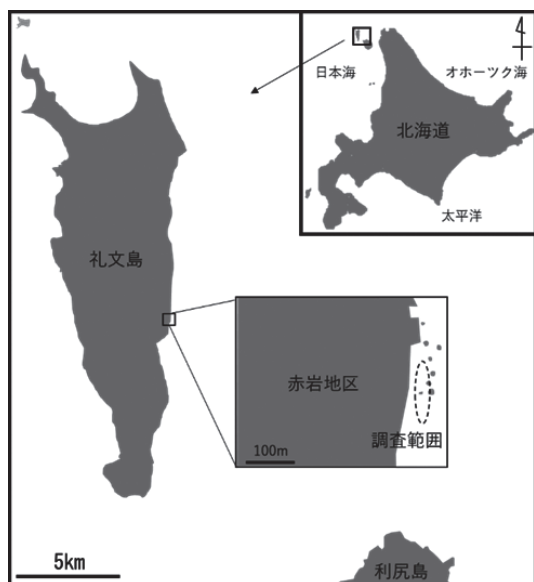 日本海
オホーツク海
北海道
太平洋
礼文島
赤岩地区
調査範囲
100m
5km
利尻島